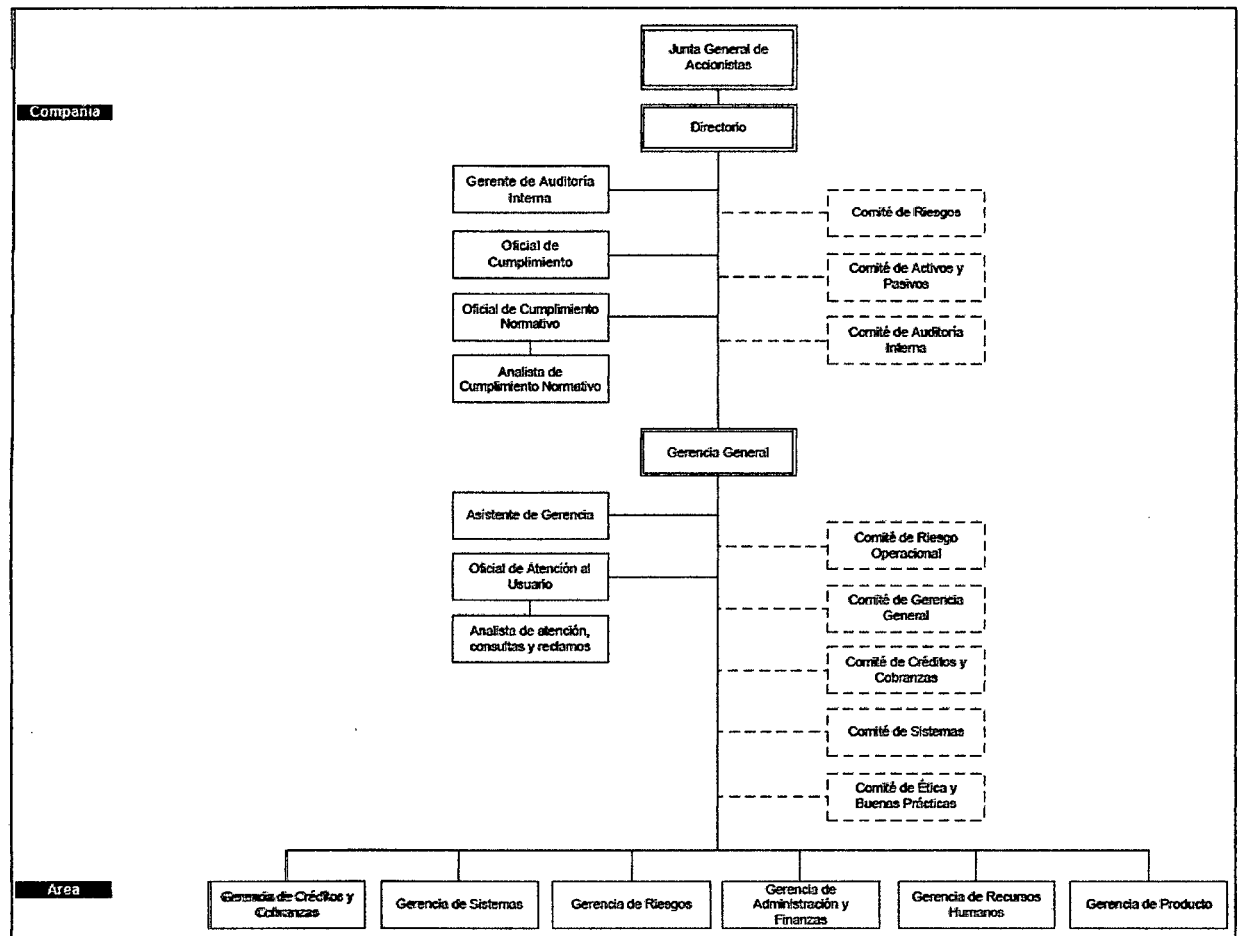 Junta General de
Accionistas
Compañia
Directorio
Gerente de Auditoría
Interna
Comité de Riesgos
Oficial de
Cumplimiento
Comité de Activos y
Pasivos
Oficial de Cumplimiento
Normativo
Comité de Auditoría
Interna
Analista de
Cumplimiento Normativo
Gerencia General
Asistente de Gerencia
Comité de Riesgo
Operacional
Oficial de Atención al
Usuario
Comité de Gerencia
General
Analista de atención,
consultas y reclamos
Comité de Créditos y
Cobranzas
Comité de Sistemas
Comité de Ética y
Buenas Prácticas
Area
Gerencia de Créditos y
Cobranzas
Gerencia de Sistemas
Gerencia de Riesgos
Gerencia de
Administración y
Finanzas
Gerencia de Recursos
Humanos
Gerencia de Producto